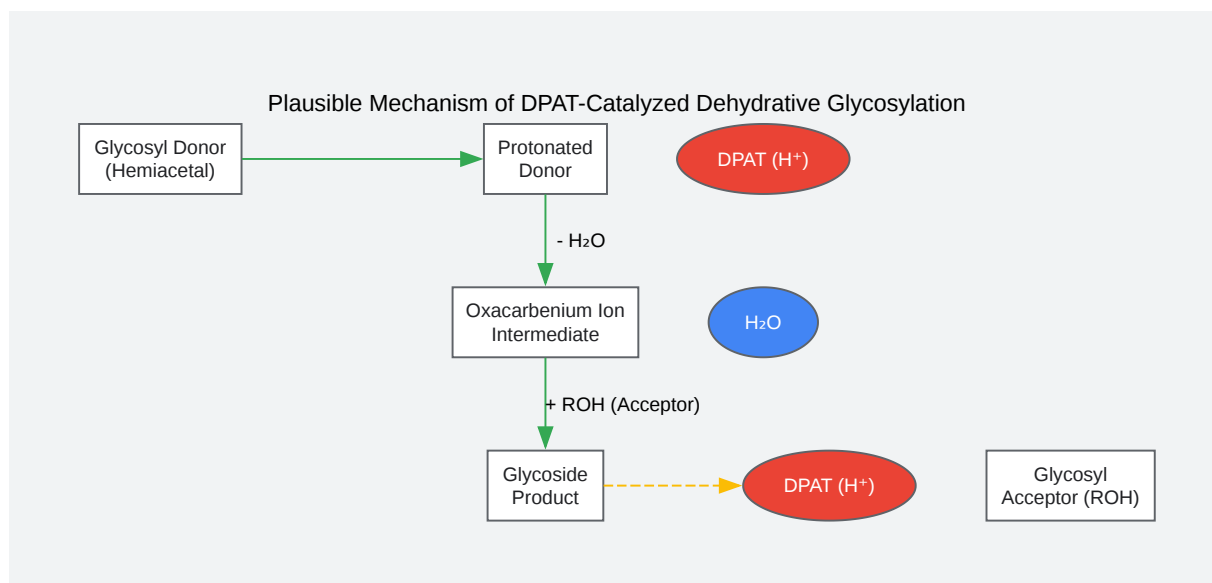 Plausible Mechanism of DPAT-Catalyzed Dehydrative Glycosylation
Glycosyl Donor
(Hemiacetal)
Protonated
Donor
DPAT (H⁺)
- H₂O
Oxacarbenium Ion
Intermediate
H₂O
+ ROH (Acceptor)
Glycoside
Product
DPAT (H⁺)
Glycosyl
Acceptor (ROH)